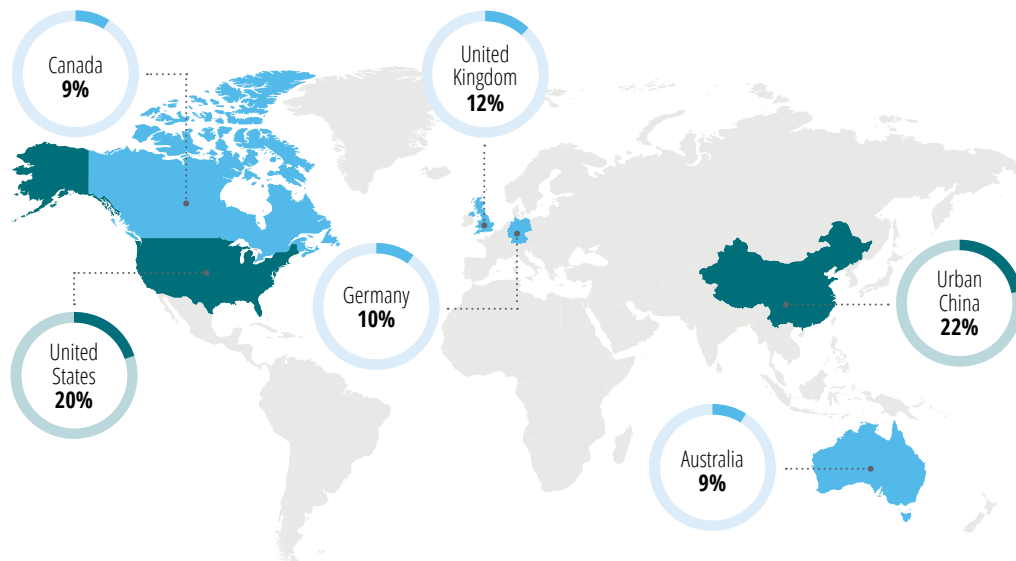 Canada
9%
United
Kingdom
12%
Germany
10%
Urban
China
22%
United
States
20%
Australia
9%